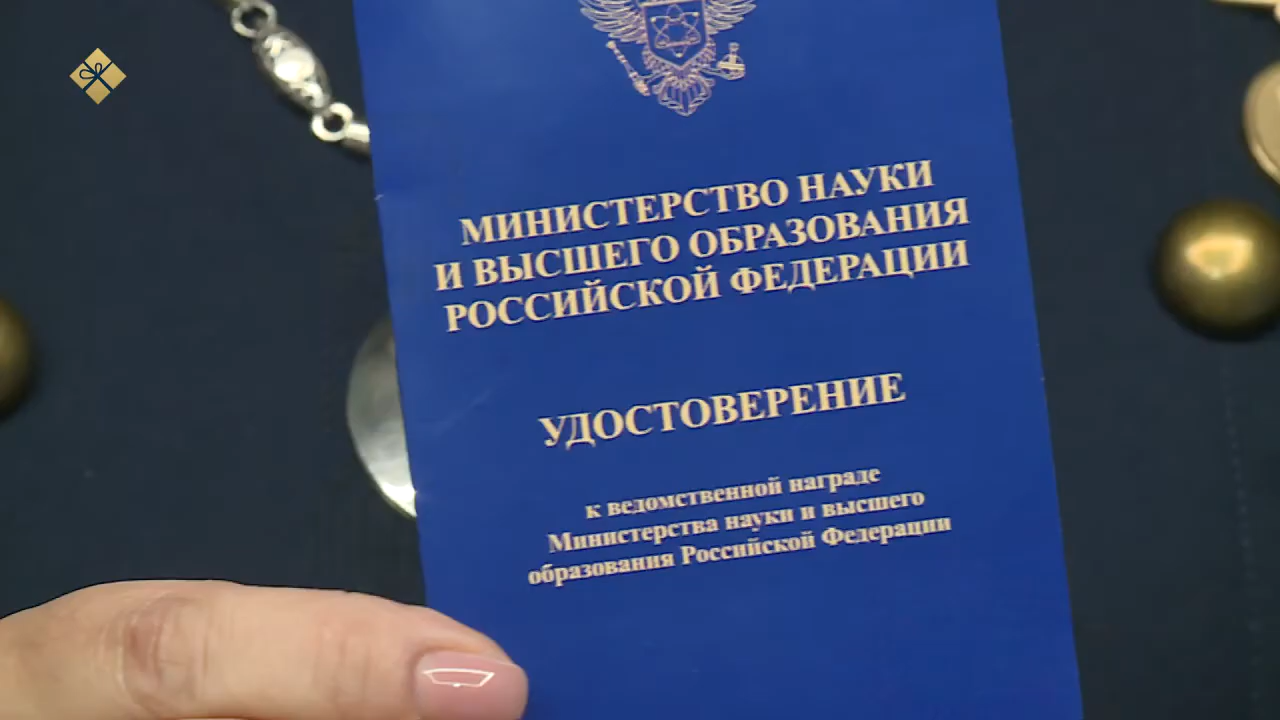 МИНИСТЕРСТВО НАУКИ
И ВЫСШЕГО ОБРАЗОВАНИЯ
РОССИЙСКОЙ ФЕДЕРАЦИИ
УДОСТОВЕРЕНИЕ
к ведомственной награде
Министерства науки и высшего
образования Российской Федерации